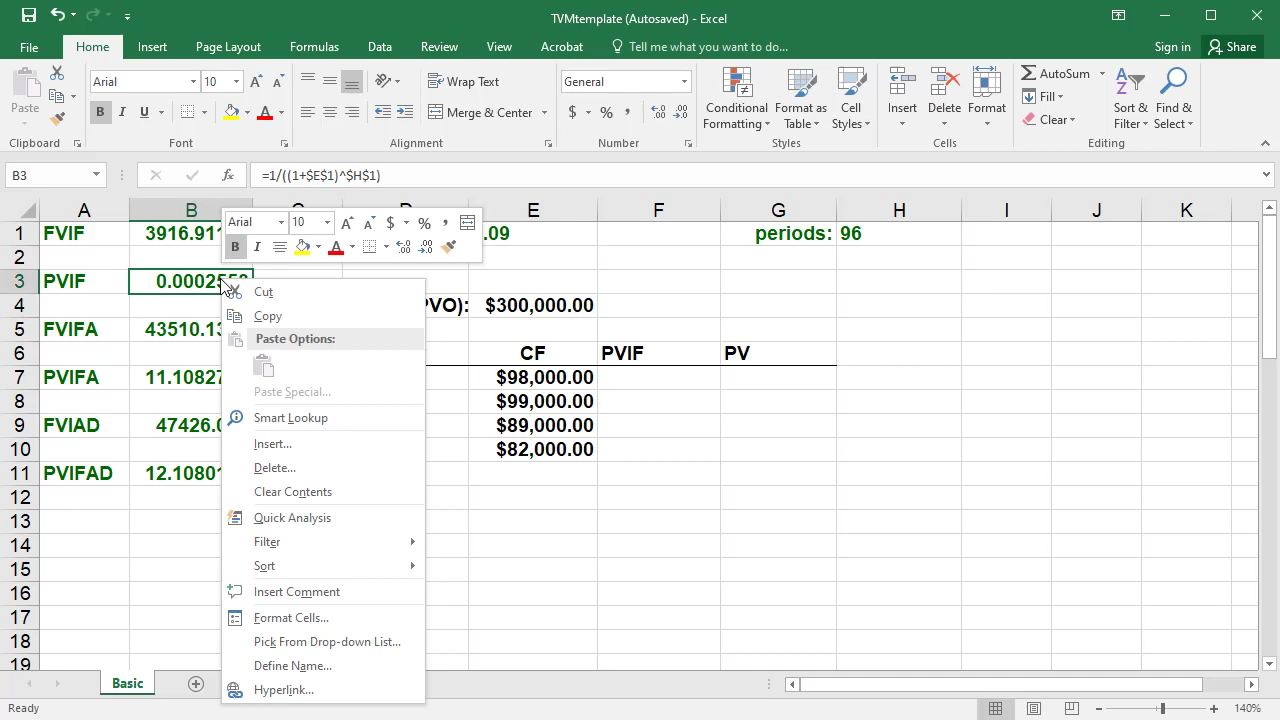 TVMtemplate (Autosaved) - Excel
File Home Insert Page Layout Formulas Data Review View Acrobat Tell me what you want to do... Sign in Share
Paste Arial 10 Wrap Text General Conditional Formatting Format as Table Cell Styles Insert Delete Format AutoSum Fill Clear Sort & Filter Find & Select
B I U A Merge & Center $ % ,
Clipboard Font Alignment Number Styles Cells Editing
B3 fx =1/((1+$E$1)^$H$1)
A B C E F G H I J K
1 FVIF 3916.911 .09 periods: 96
2
3 PVIF
4 PVO): $300,000.00
5 FVIFA 43510.13
6 CF PVIF PV
7 PVIFA 11.10827 $98,000.00
8 $99,000.00
9 FVIAD 47426.0 $89,000.00
10 $82,000.00
11 PVIFAD 12.1080
12
13
14
15
16
17
18
19
Arial 10 A A $ % ,
B I A
Cut
Copy
Paste Options:
Paste Special...
Smart Lookup
Insert...
Delete...
Clear Contents
Quick Analysis
Filter
Sort
Insert Comment
Format Cells...
Pick From Drop-down List...
Define Name...
Hyperlink...
Basic
Ready 140%